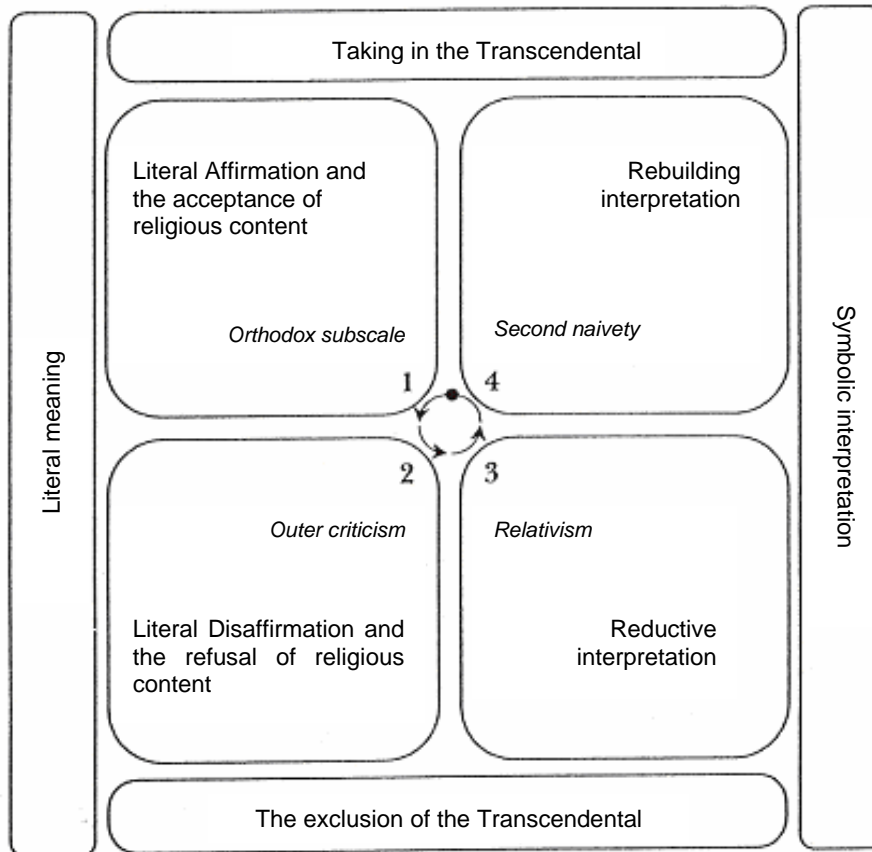 Taking in the Transcendental
Literal meaning
Literal Affirmation and
the acceptance of
religious content
Orthodox subscale
1
Rebuilding
interpretation
Second naivety
4
Symbolic interpretation
2
Outer criticism
Literal Disaffirmation and
the refusal of religious
content
3
Relativism
Reductive
interpretation
The exclusion of the Transcendental